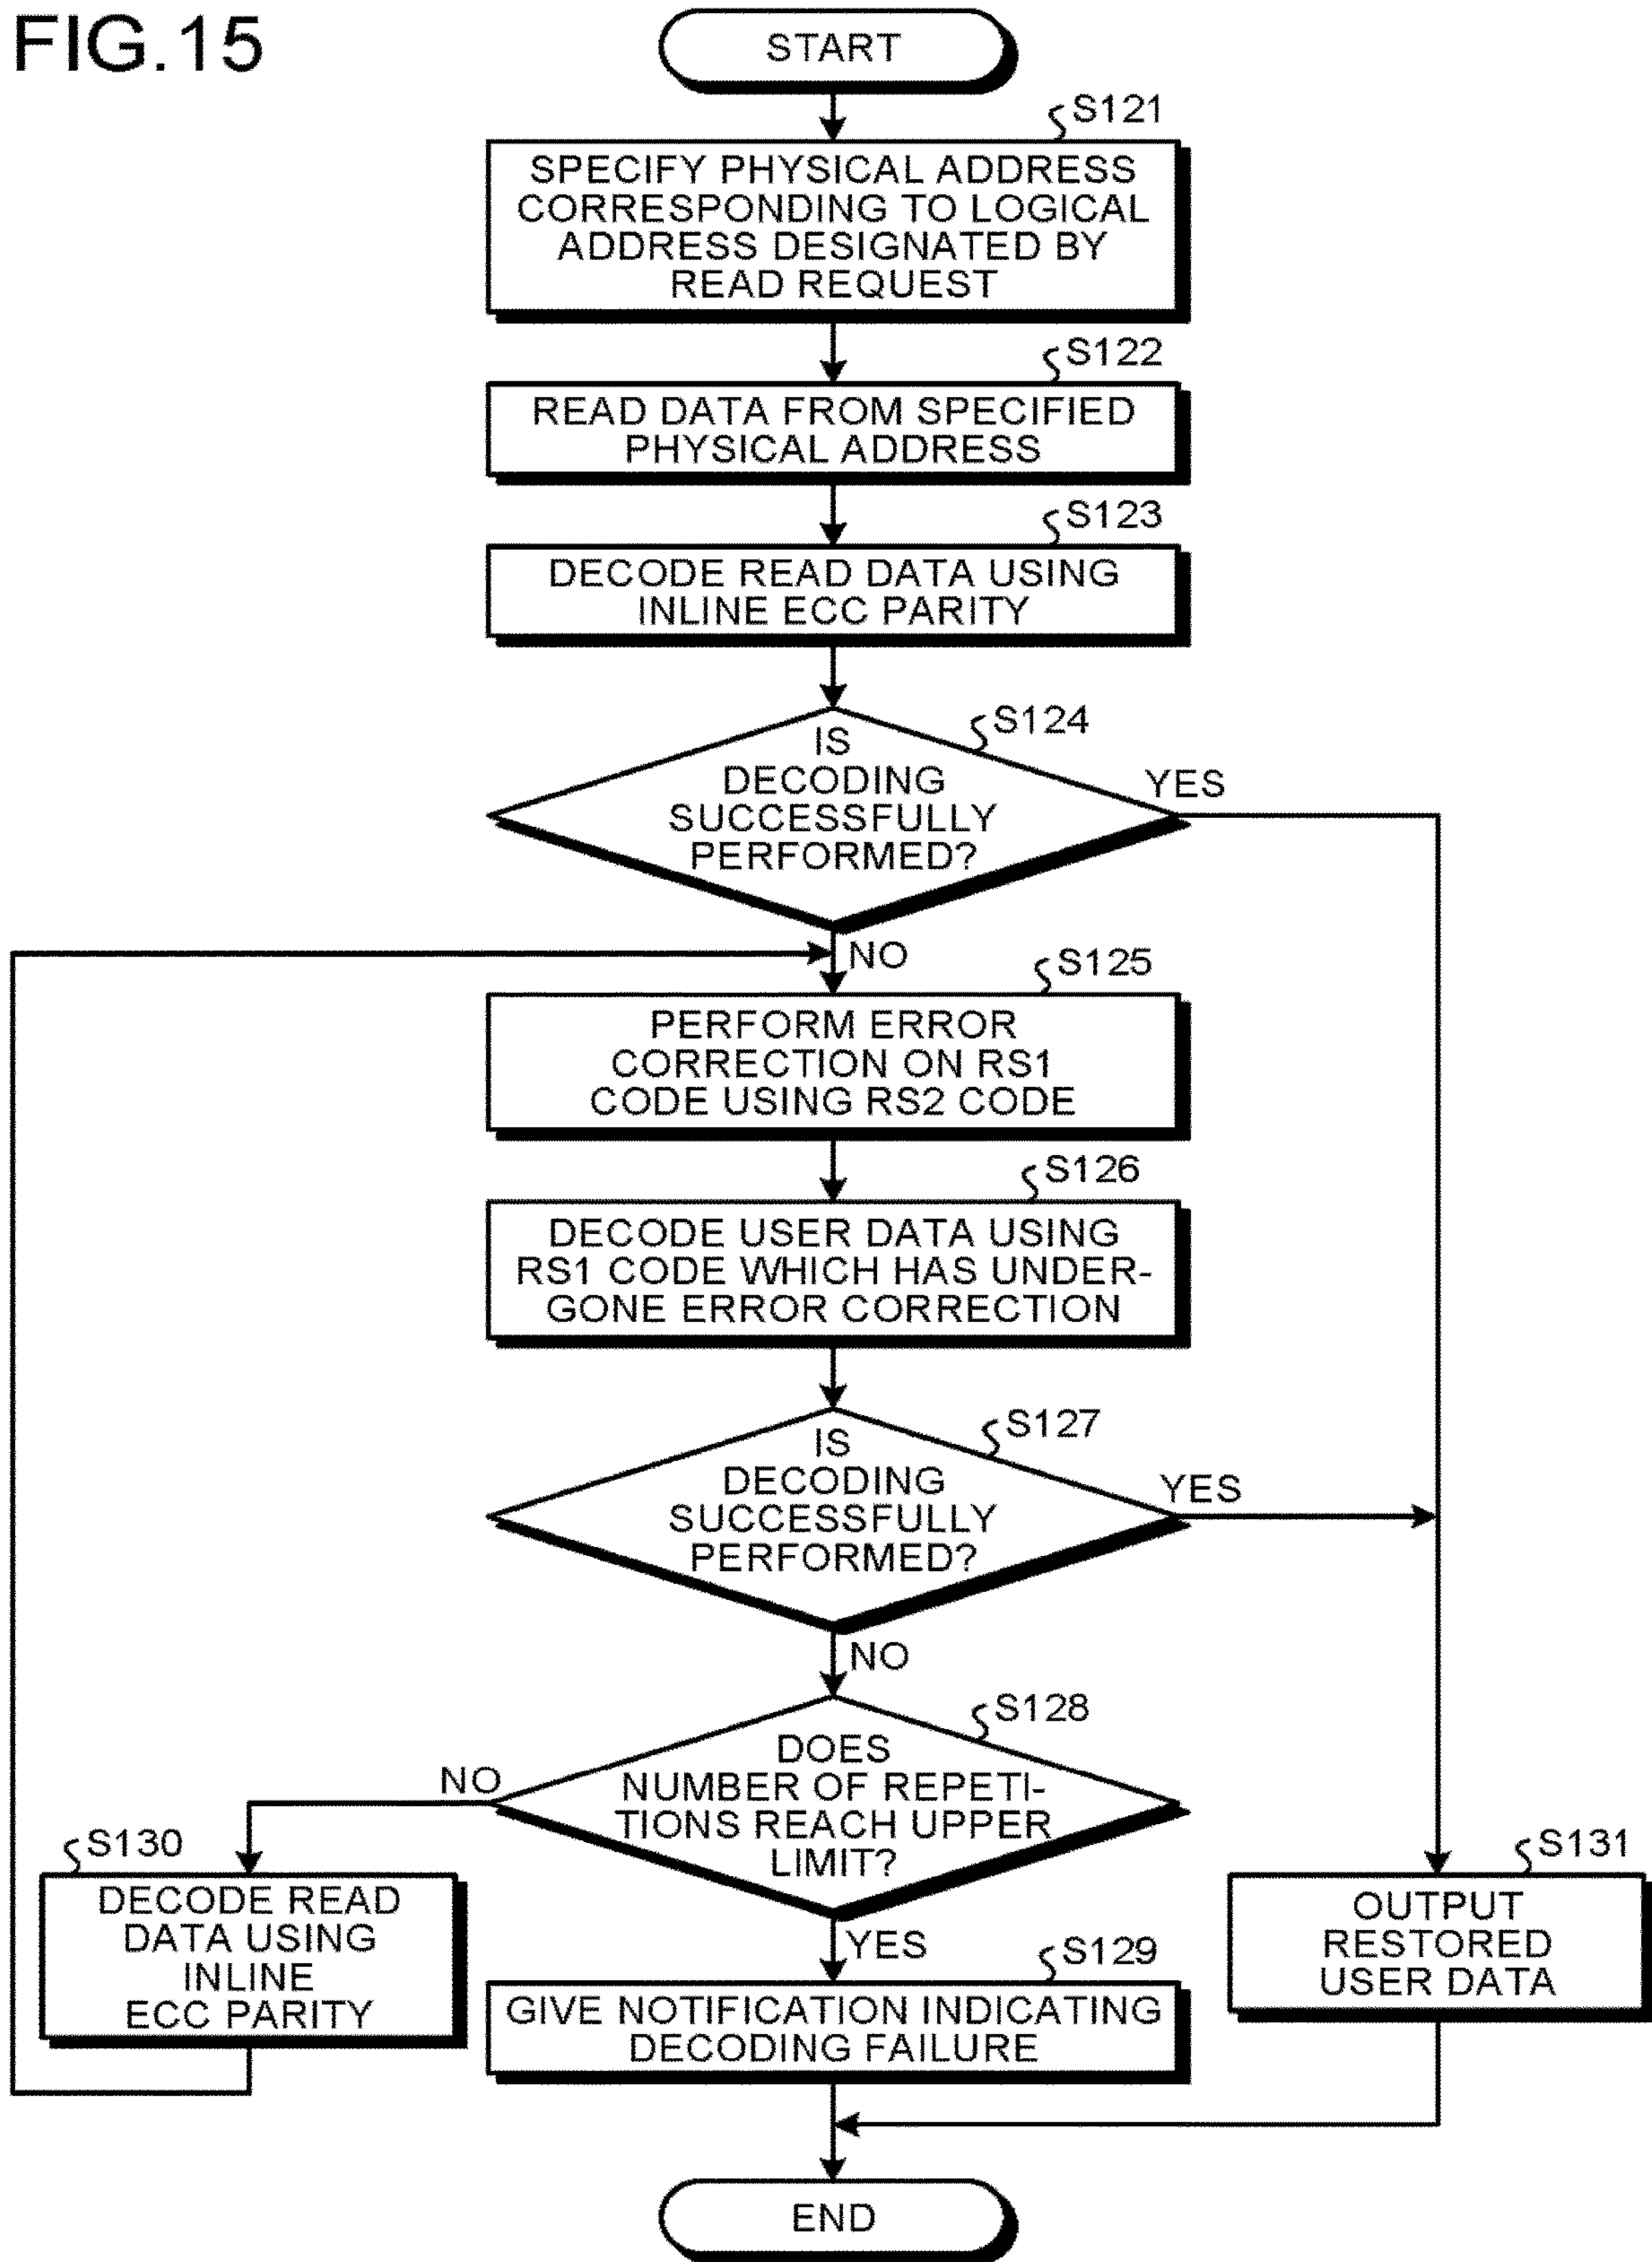 FIG.15
START
S121
SPECIFY PHYSICAL ADDRESS
CORRESPONDING TO LOGICAL
ADDRESS DESIGNATED BY
READ REQUEST
S122
READ DATA FROM SPECIFIED
PHYSICAL ADDRESS
S123
DECODE READ DATA USING
INLINE ECC PARITY
S124
IS
DECODING
SUCCESSFULLY
PERFORMED?
YES
NO
S125
PERFORM ERROR
CORRECTION ON RS1
CODE USING RS2 CODE
S126
DECODE USER DATA USING
RS1 CODE WHICH HAS UNDER-
GONE ERROR CORRECTION
S127
IS
DECODING
SUCCESSFULLY
PERFORMED?
YES
NO
S128
DOES
NUMBER OF REPETI-
TIONS REACH UPPER
LIMIT?
NO
S130
DECODE READ
DATA USING
INLINE
ECC PARITY
YES
S129
GIVE NOTIFICATION INDICATING
DECODING FAILURE
S131
OUTPUT
RESTORED
USER DATA
END